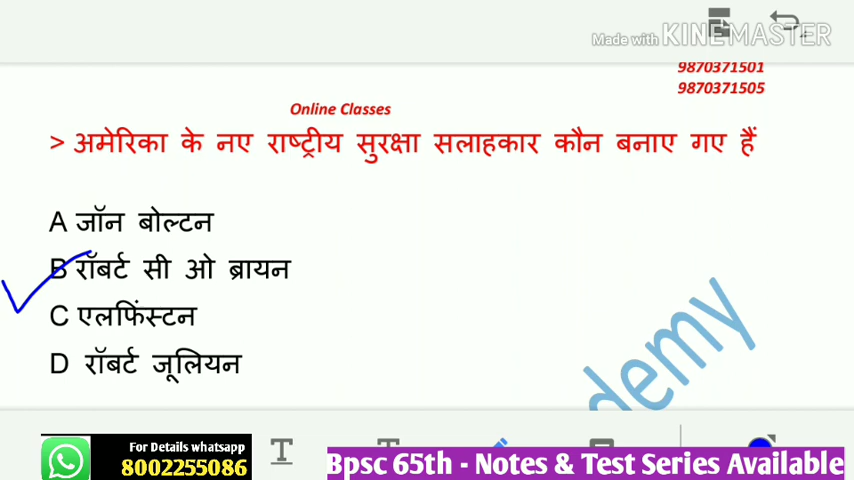 Made with KINEMASTER
9870371501
9870371505
Online Classes
> अमेरिका के नए राष्ट्रीय सुरक्षा सलाहकार कौन बनाए गए हैं
A जॉन बोल्टन
B रॉबर्ट सी ओ ब्रायन
C एलफिंस्टन
D रॉबर्ट जूलियन
demy
For Details whatsapp
8002255086
Bpsc 65th - Notes & Test Series Available